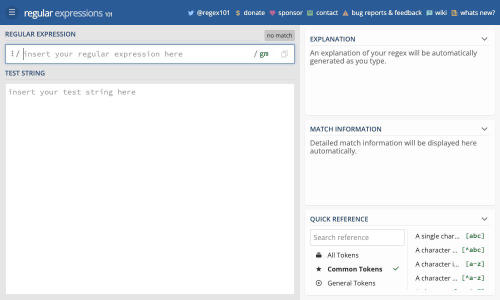 regular expressions 101
@regex101
$ donate
sponsor
contact
bug reports & feedback
wiki
whats new?
REGULAR EXPRESSION
no match
/ insert your regular expression here / gm
TEST STRING
insert your test string here
EXPLANATION
An explanation of your regex will be automatically
generated as you type.
MATCH INFORMATION
Detailed match information will be displayed here
automatically.
QUICK REFERENCE
Search reference
All Tokens
Common Tokens
General Tokens
A single char... [abc]
A character ... [^abc]
A character i... [a-z]
A character ... [^a-z]